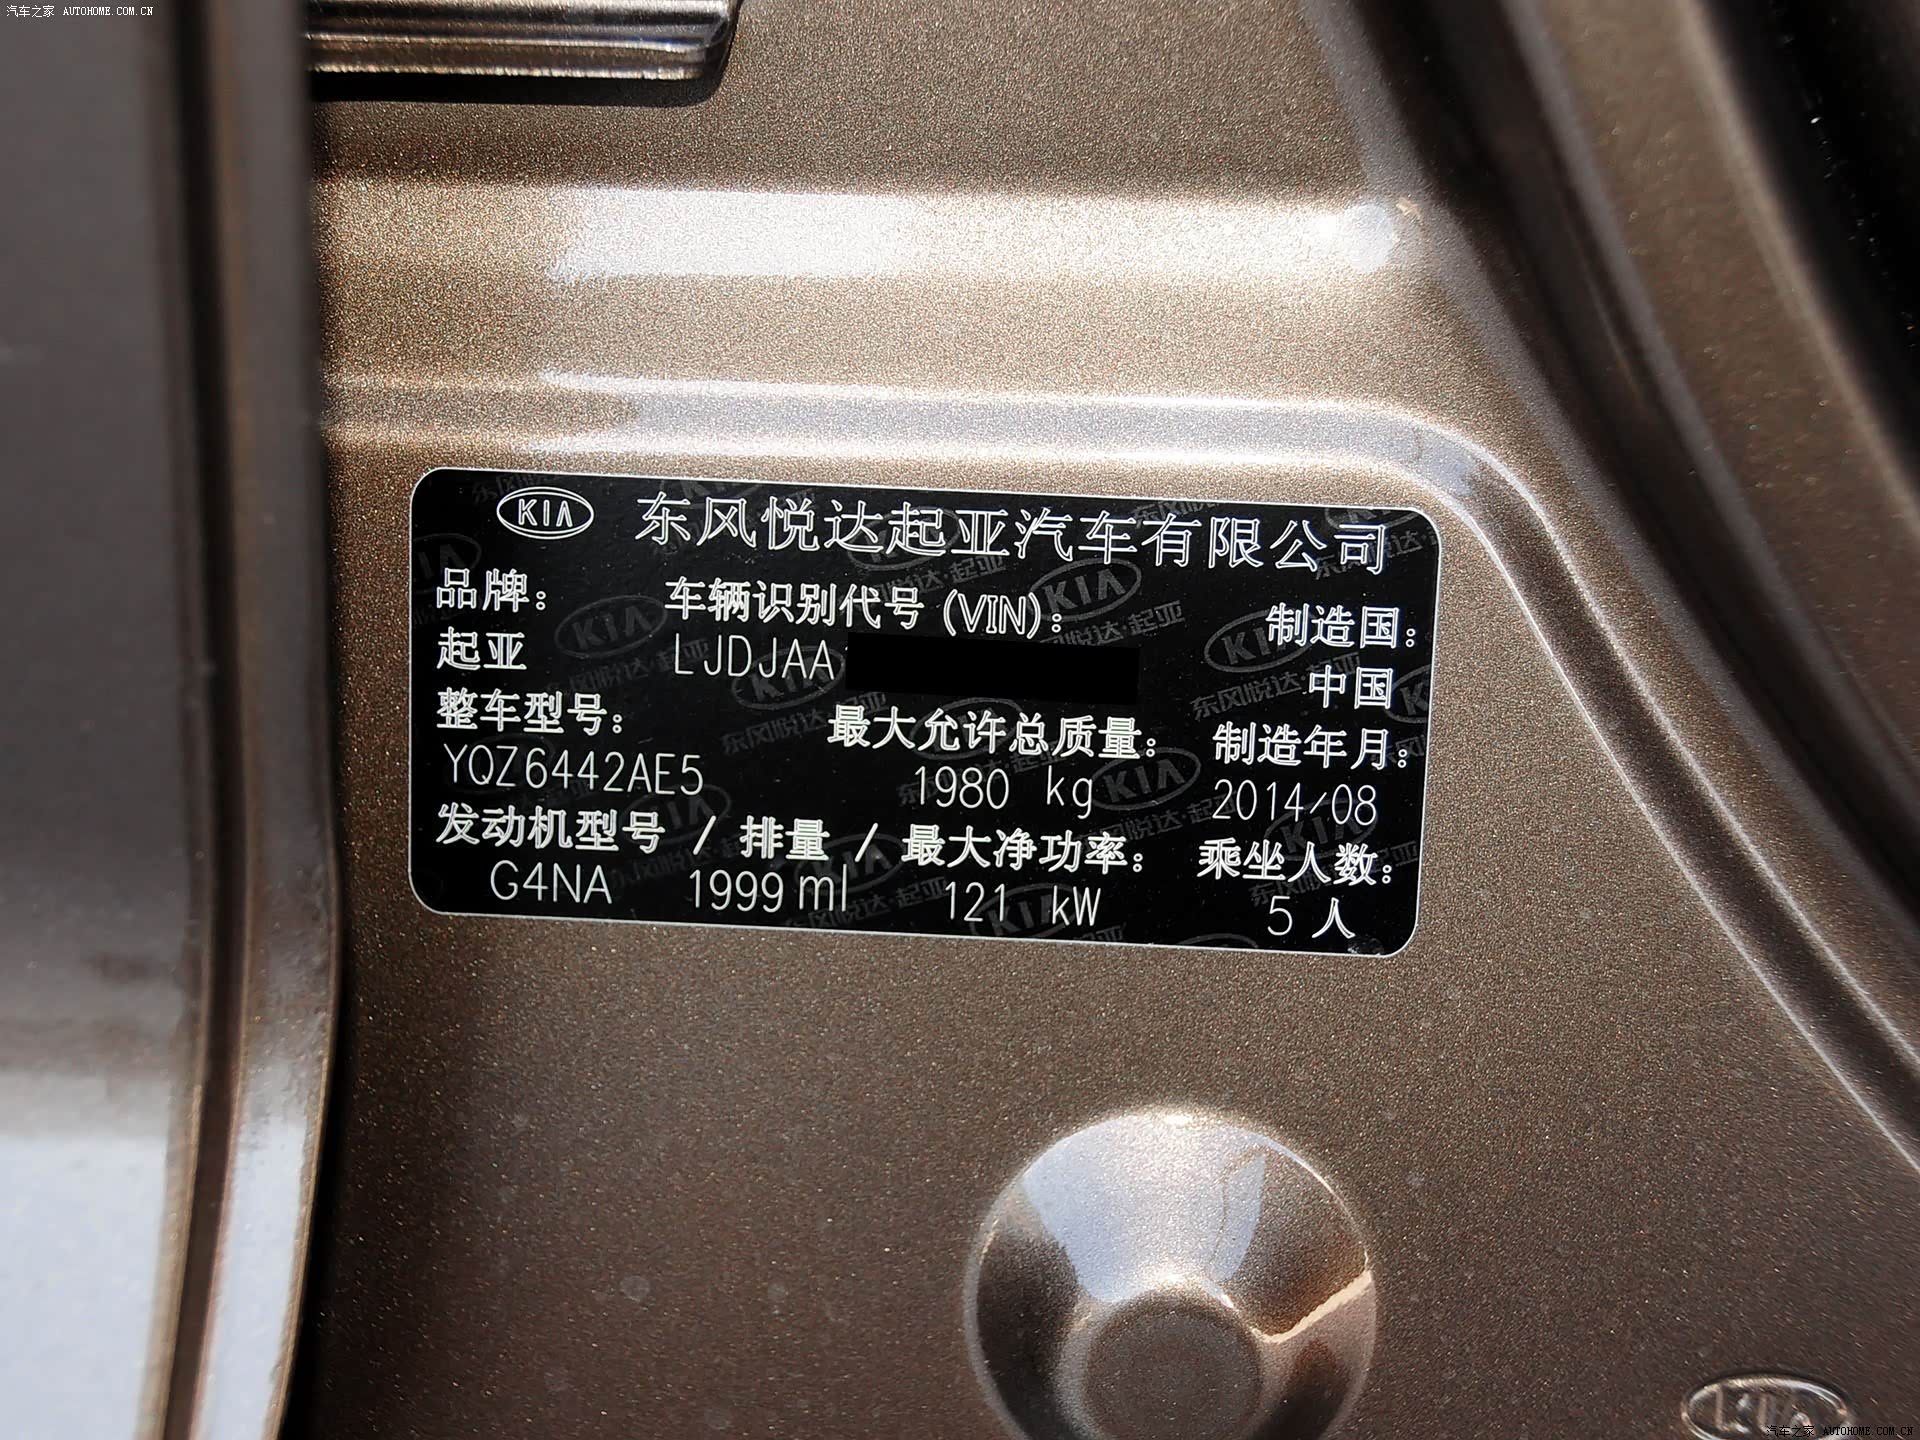 汽车之家 AUTOHOME.COM.CN
KIA 东风悦达起亚汽车有限公司
品牌： 车辆识别代号 (VIN)： 制造国：
起亚 LJDJAA 中国
整车型号： 最大允许总质量： 制造年月：
YQZ6442AE5 1980 kg 2014/08
发动机型号 / 排量 / 最大净功率： 乘坐人数：
G4NA 1999 ml 121 kW 5 人
KIA
汽车之家 AUTOHOME.COM.CN